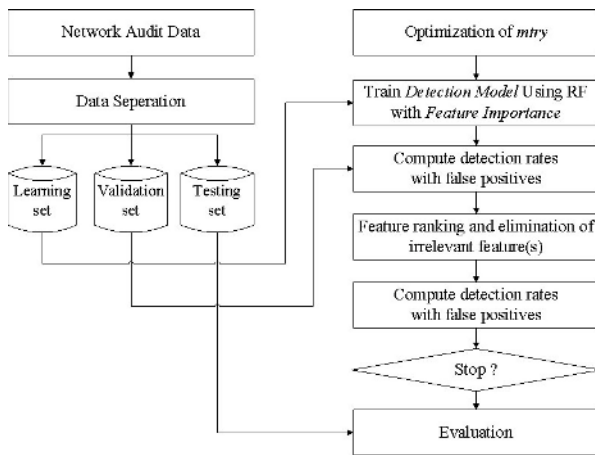 Network Audit Data
Data Seperation
Learning
set
Validation
set
Testing
set
Optimization of mtry
Train Detection Model Using RF
with Feature Importance
Compute detection rates
with false positives
Feature ranking and elimination of
irrelevant feature(s)
Compute detection rates
with false positives
Stop ?
Evaluation